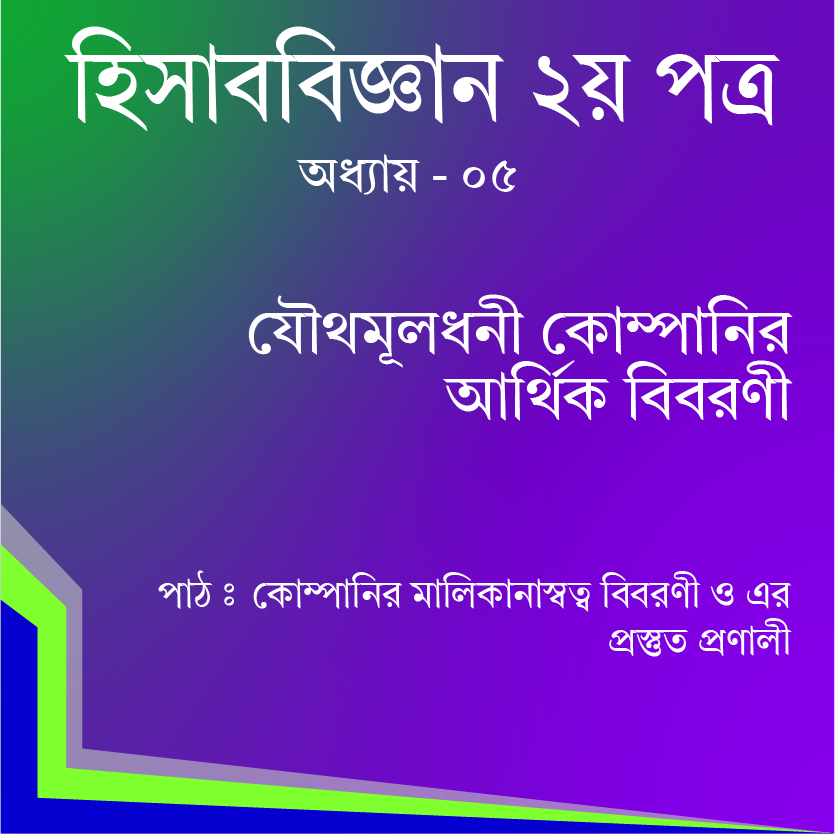 হিসাববিজ্ঞান ২য় পত্র
অধ্যায় - ০৫
যৌথমূলধনী কোম্পানির
আর্থিক বিবরণী
পাঠ ঃ কোম্পানির মালিকানাস্বত্ব বিবরণী ও এর
প্রস্তুত প্রণালী